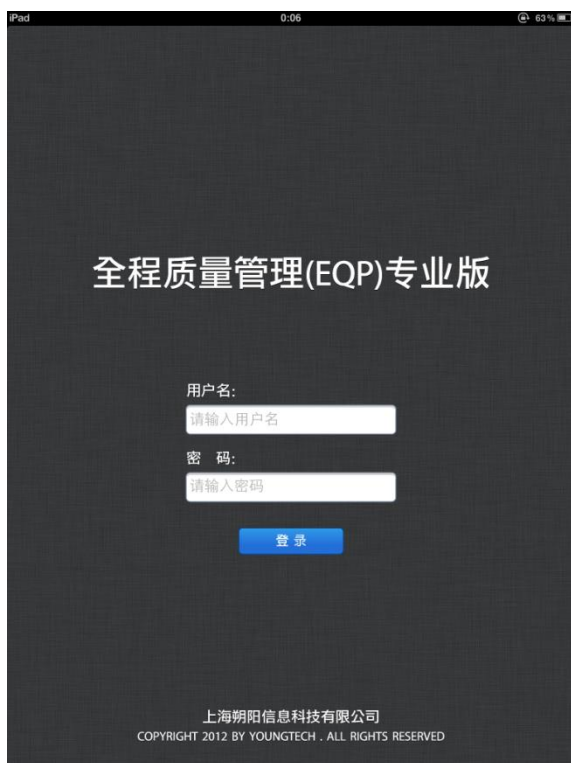 iPad 0:06 63%
全程质量管理(EQP)专业版
用户名:
请输入用户名
密 码:
请输入密码
登 录
上海朔阳信息科技有限公司
COPYRIGHT 2012 BY YOUNGTECH . ALL RIGHTS RESERVED